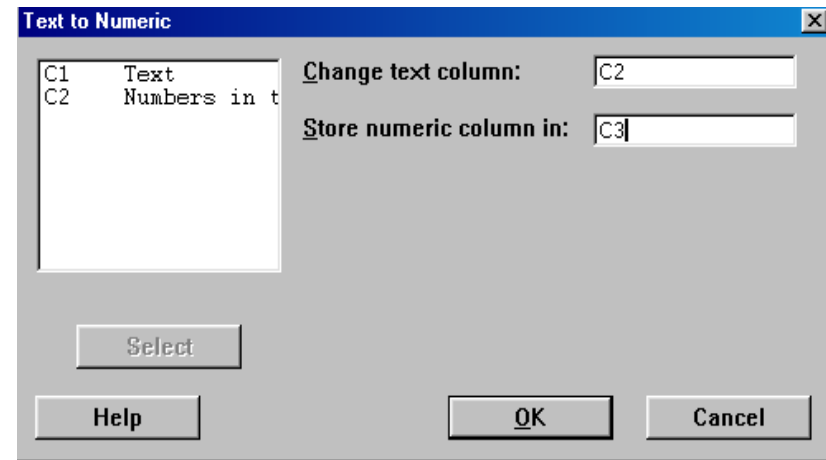 Text to Numeric
C1 Text
C2 Numbers in t
Change text column: C2
Store numeric column in: C3
Select
Help OK Cancel